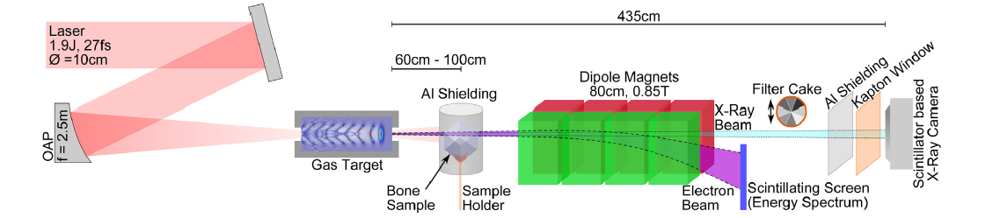 Laser
1.9J, 27fs
Ø =10cm
OAP
f = 2.5m
Gas Target
435cm
60cm - 100cm
Al Shielding
Bone
Sample
Sample
Holder
Dipole Magnets
80cm, 0.85T
X-Ray
Beam
Electron
Beam
Filter Cake
Scintillating Screen
(Energy Spectrum)
Al Shielding
Kapton Window
Scintillator based
X-Ray Camera